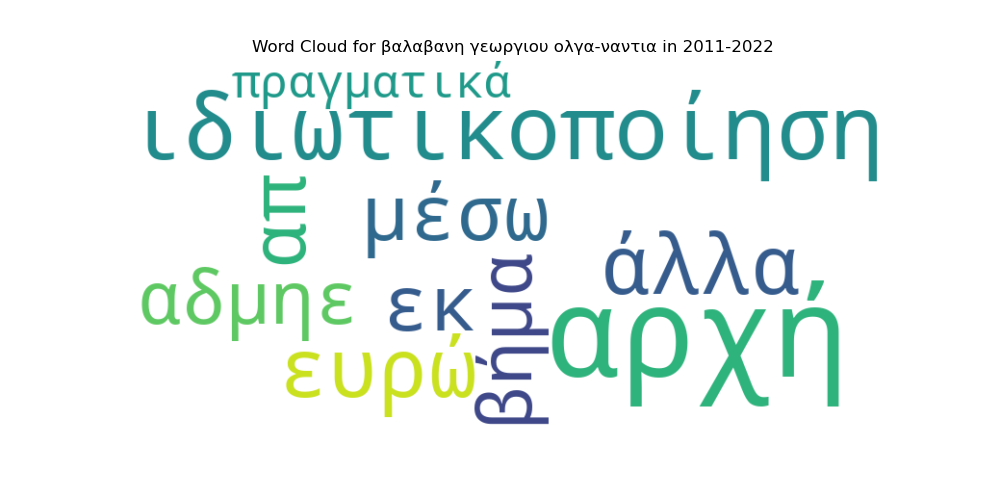 Word Cloud for βαλαβανη γεωργιου ολγα-ναντια in 2011-2022
πραγματικά
ιδιωτικοποίηση
απ
μέσω
άλλα
αδμηε
εκ
βήμα
αρχή
ευρώ